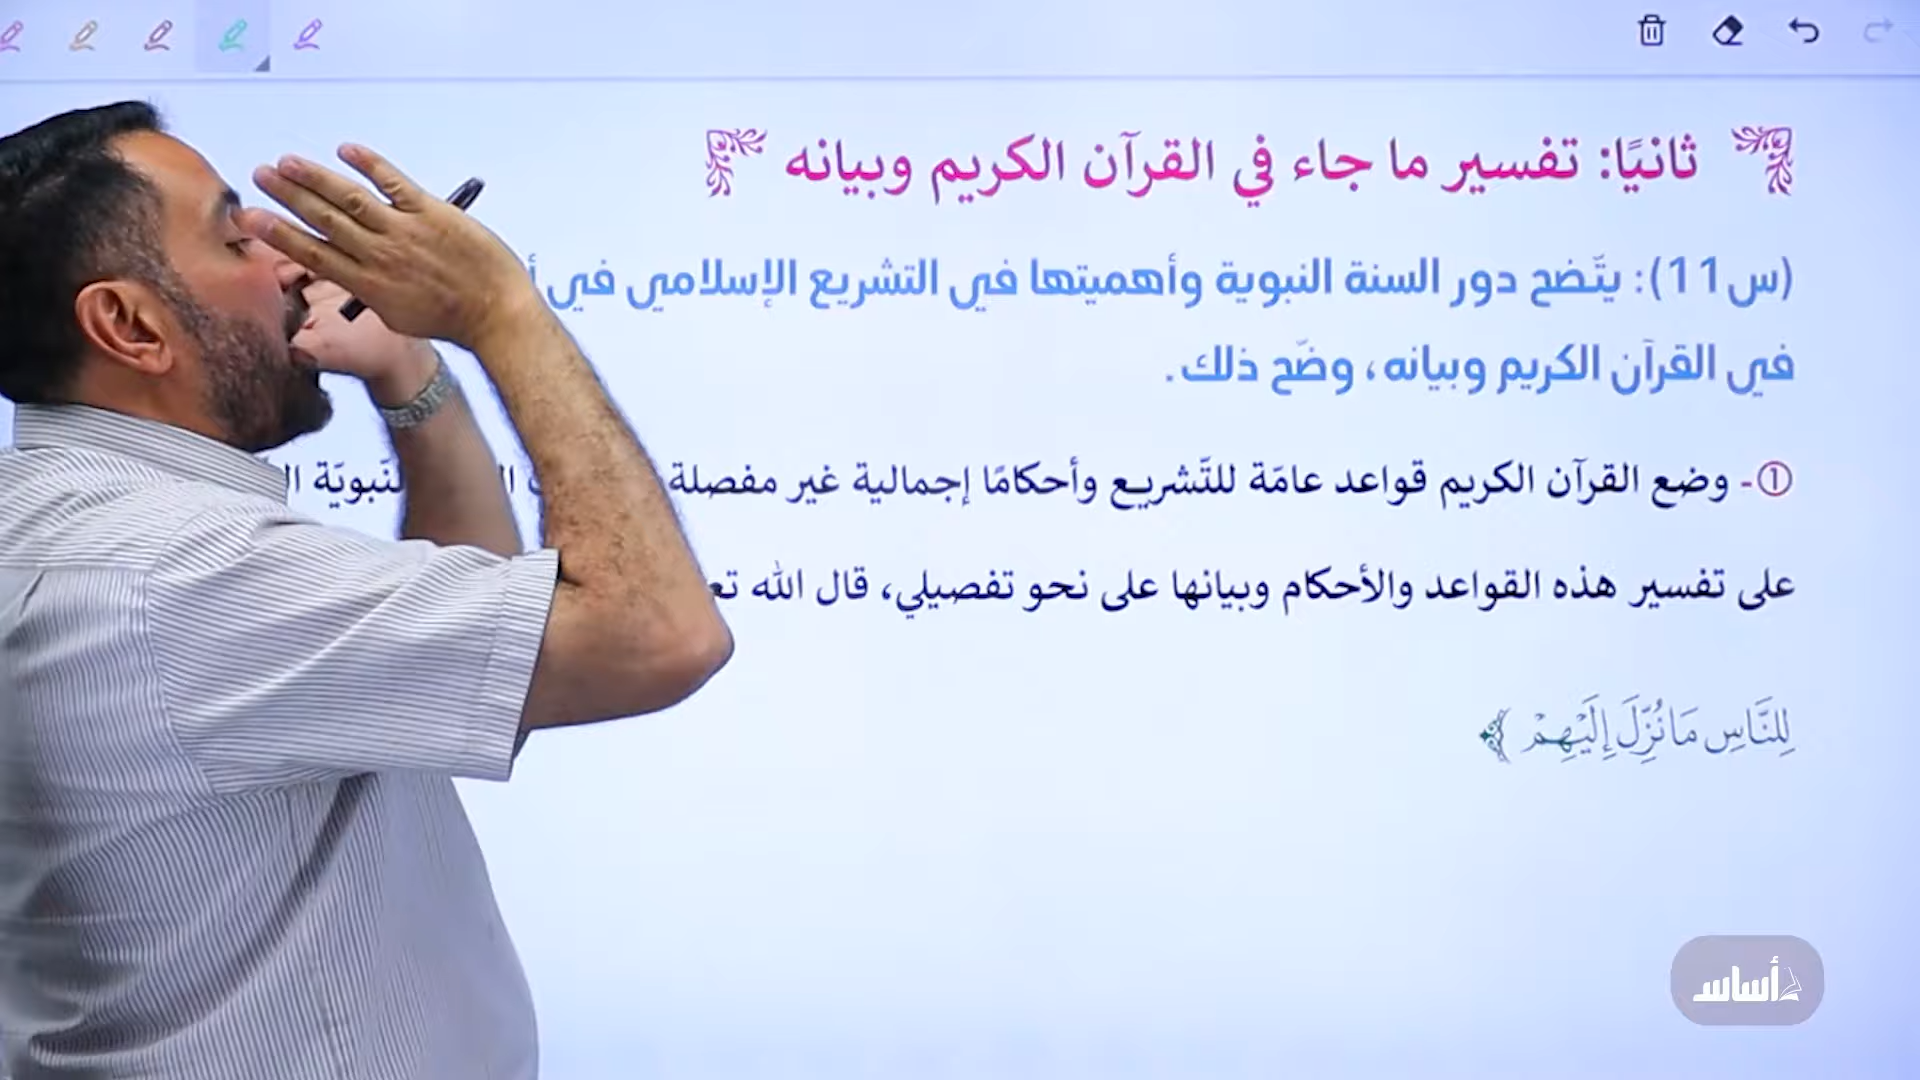 ثانيًا: تفسير ما جاء في القرآن الكريم وبيانه
(س11): يتّضح دور السنة النبوية وأهميتها في التشريع الإسلامي في
في القرآن الكريم وبيانه، وضّح ذلك.
①- وضع القرآن الكريم قواعد عامّة للتّشريع وأحكامًا إجمالية غير مفصلة
على تفسير هذه القواعد والأحكام وبيانها على نحو تفصيلي، قال الله
لِلنَّاسِ مَا نُزِّلَ إِلَيْهِمْ ﴾
أساس